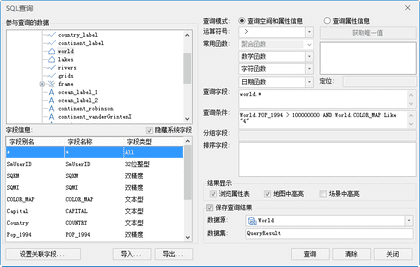 SQL查询
参与查询的数据
country_label
continent_label
world
lakes
rivers
grids
frame
ocean_label_1
ocean_label_2
continent_robinson
continent_vanderGrintenI
字段信息: 隐藏系统字段
字段别名 字段名称 字段类型
* * All
SmUserID SmUserID 32位整型
SQKM SQKM 双精度
SQMI SQMI 双精度
COLOR_MAP COLOR_MAP 文本型
Capital CAPITAL 文本型
Country COUNTRY 文本型
Pop_1994 POP_1994 双精度
设置关联字段... 导入... 导出...
查询模式: 查询空间和属性信息 查询属性信息
运算符号: > 获取唯一值
常用函数: 聚合函数
数学函数
字符函数
日期函数 定位:
查询字段: world.*
查询条件: World.POP_1994 > 100000000 AND World.COLOR_MAP Like
"4"
分组字段:
排序字段:
结果显示
浏览属性表 地图中高亮 场景中高亮
保存查询结果
数据源: World
数据集: QueryResult
查询 清除 关闭